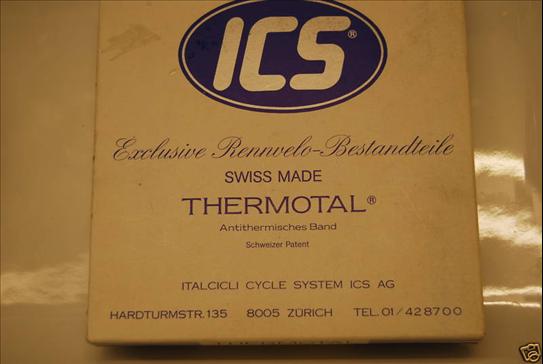 ICS®
Exclusive Rennvelo-Bestandteile
SWISS MADE
THERMOTAL®
Antithermisches Band
Schweizer Patent
ITALCICLI CYCLE SYSTEM ICS AG
HARDTURMSTR.135 8005 ZÜRICH TEL.01/428700